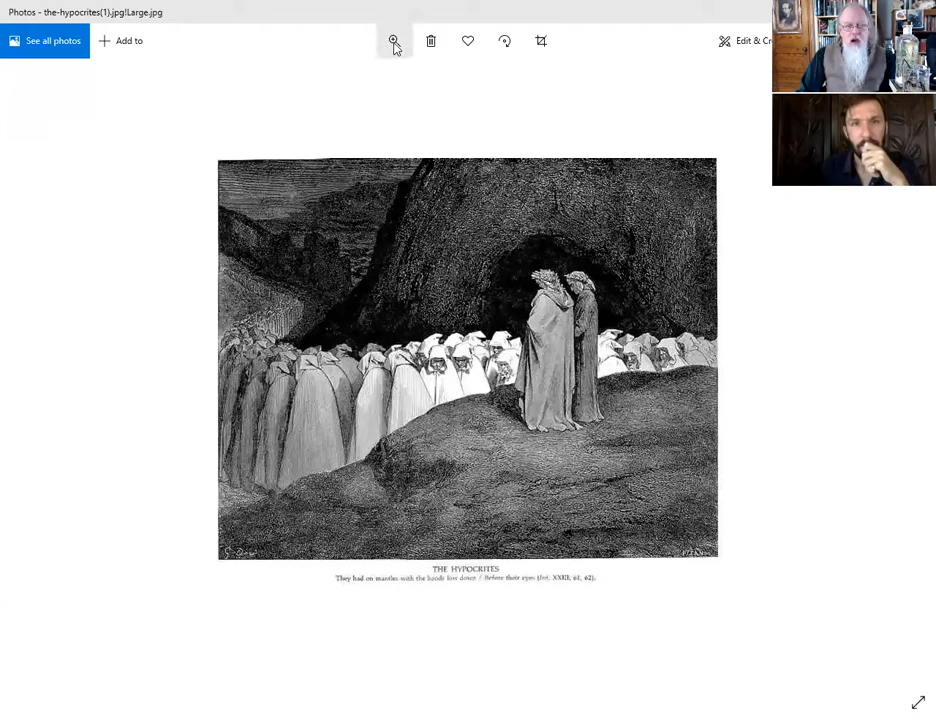 Photos - the-hypocrites(1).jpg!Large.jpg
See all photos
Add to
Edit & Cr
THE HYPOCRITES
They had on mantles with the hoods low down / Before their eyes (Inf. XXIII, 61, 62).